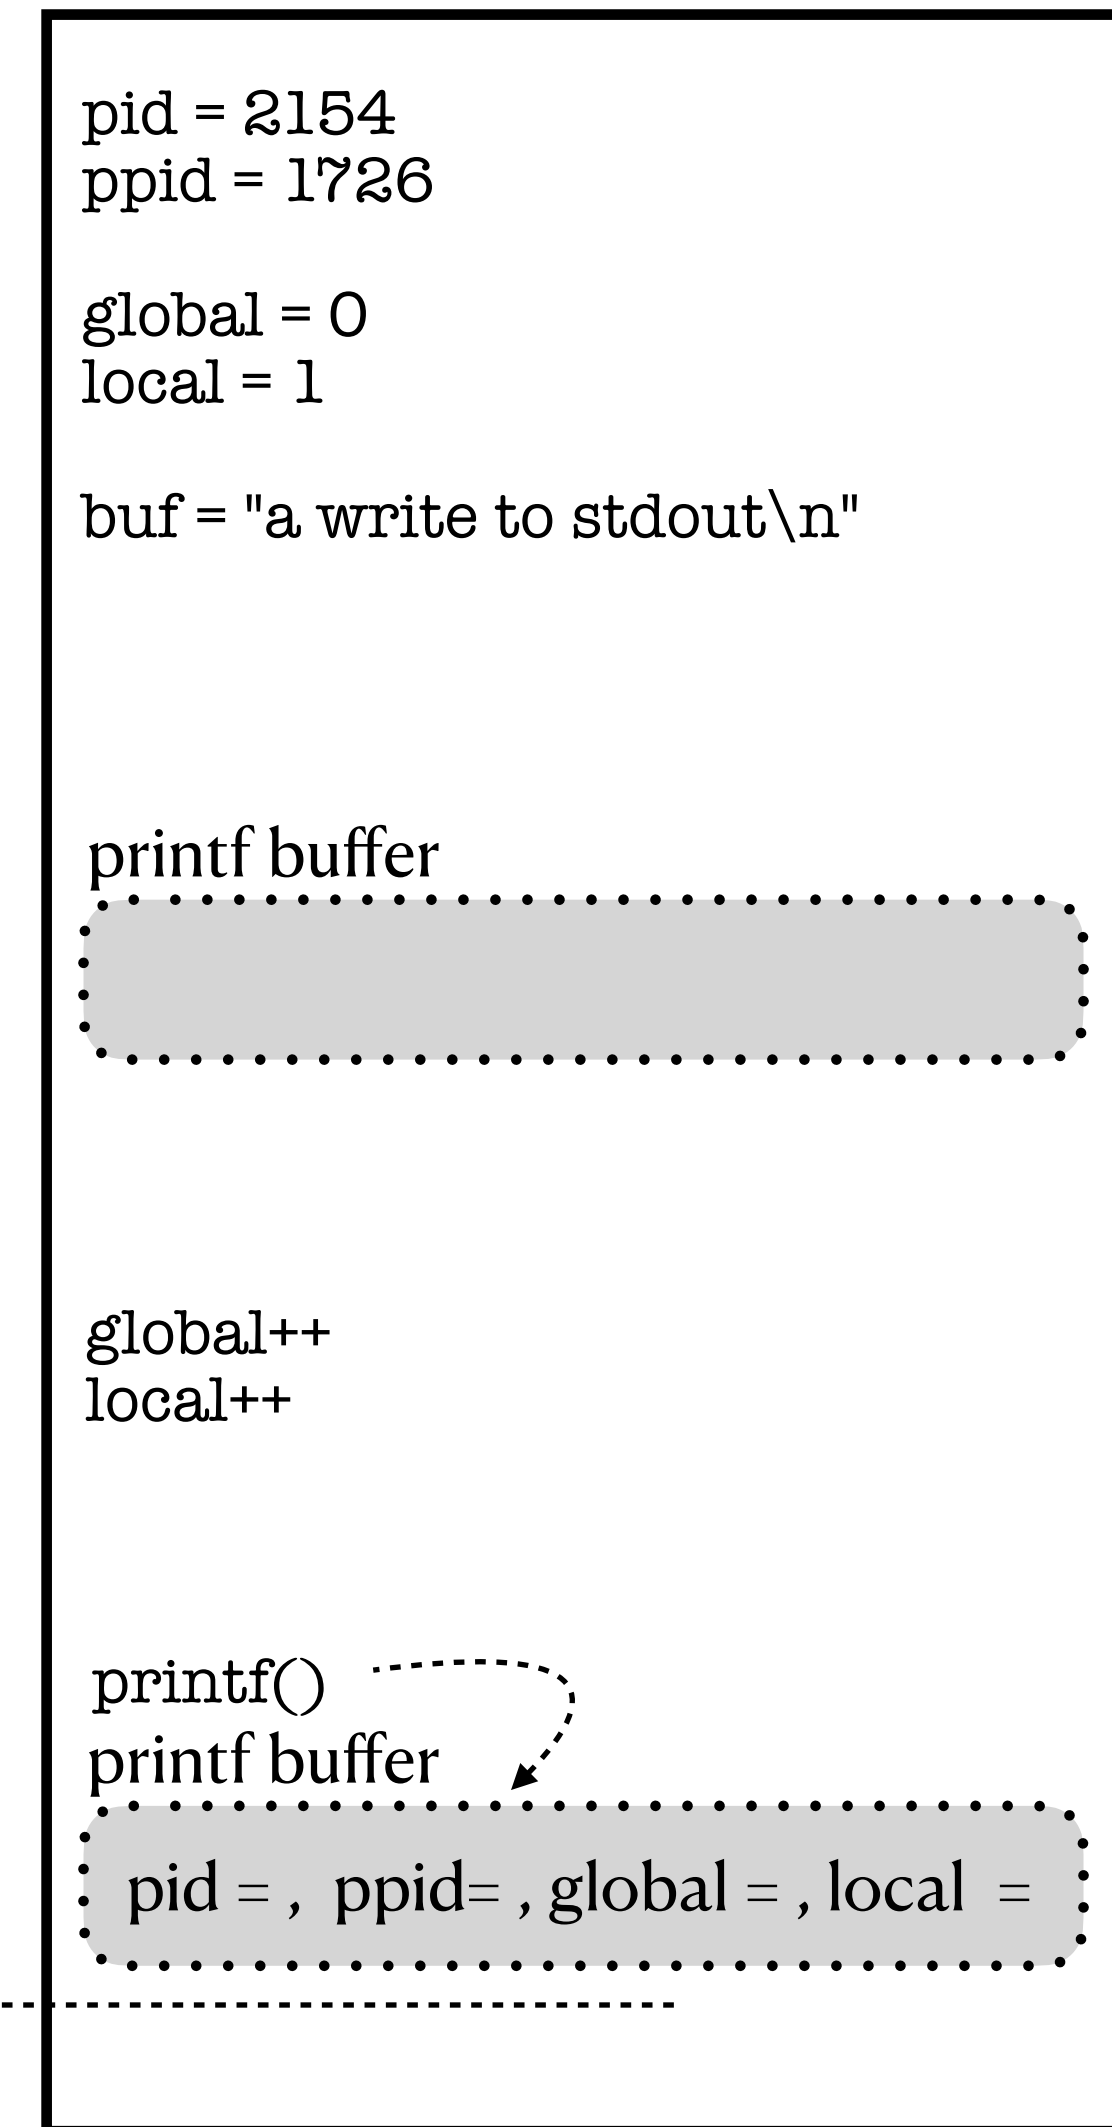 pid = 2154
ppid = 1726
global = 0
local = 1
buf = "a write to stdout\n"
printf buffer
global++
local++
printf()
printf buffer
pid = ,  ppid= , global = , local  =